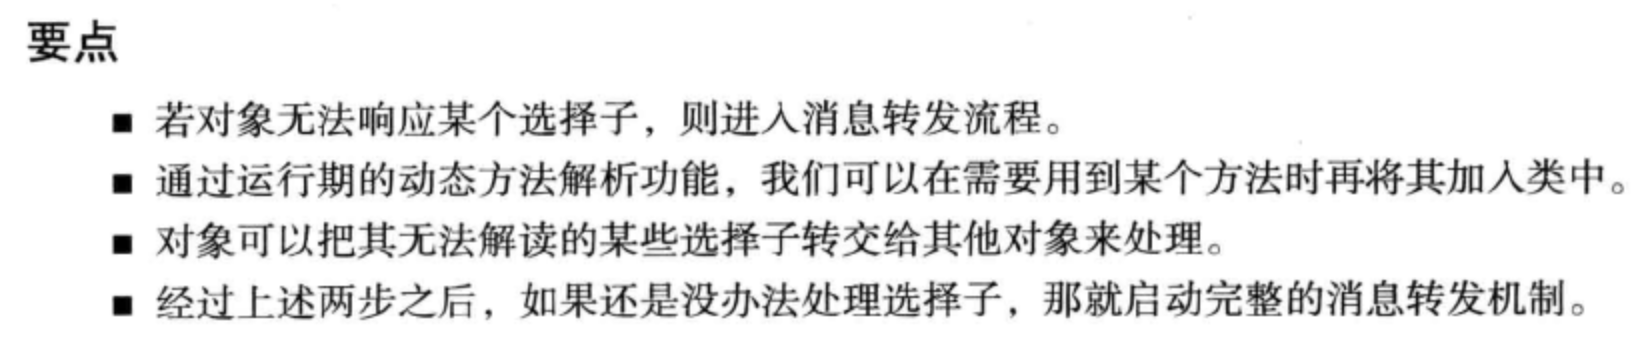 要点
■ 若对象无法响应某个选择子，则进入消息转发流程。
■ 通过运行期的动态方法解析功能，我们可以在需要用到某个方法时再将其加入类中。
■ 对象可以把其无法解读的某些选择子转交给其他对象来处理。
■ 经过上述两步之后，如果还是没办法处理选择子，那就启动完整的消息转发机制。